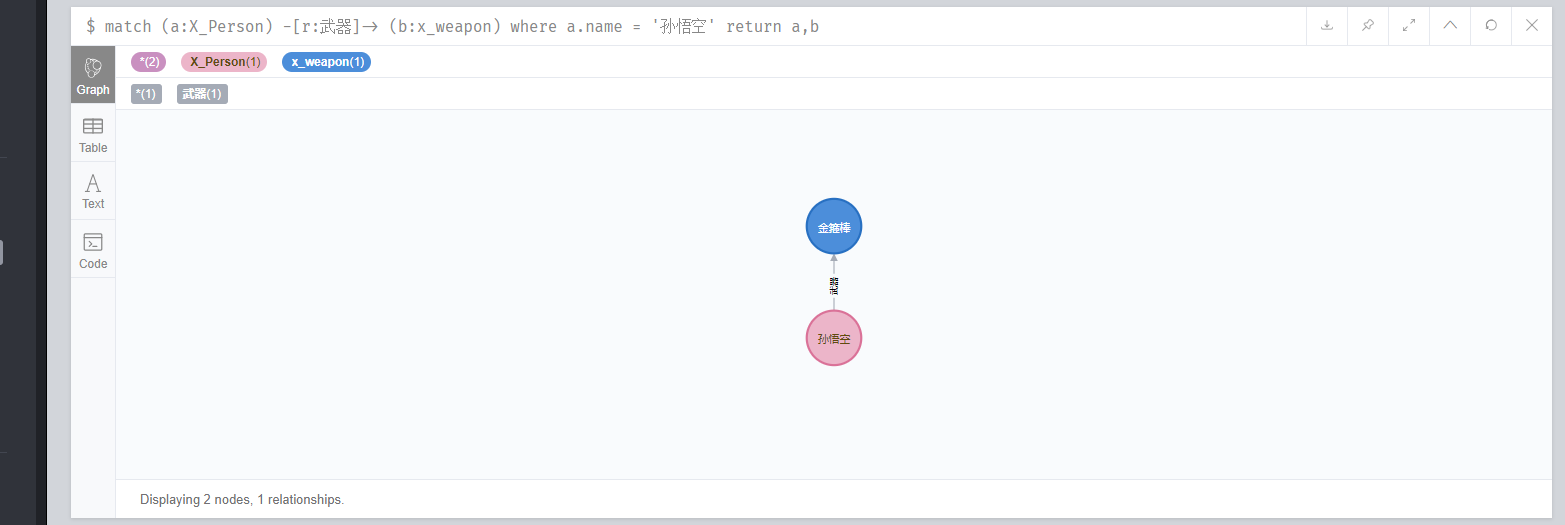 $ match (a:X_Person) -[r:武器]-> (b:x_weapon) where a.name = '孙悟空' return a,b
*(2) X_Person(1) x_weapon(1)
*(1) 武器(1)
Graph
Table
Text
Code
金箍棒
武器
孙悟空
Displaying 2 nodes, 1 relationships.